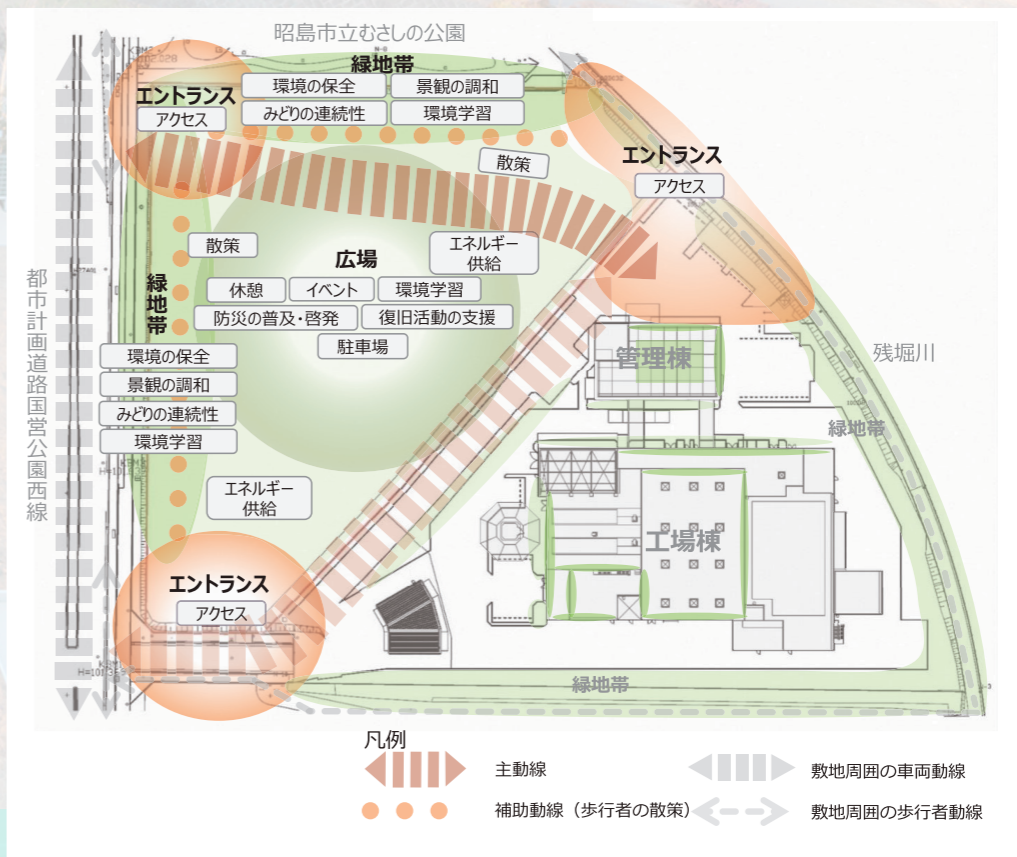 昭島市立むさしの公園
緑地帯
環境の保全
景観の調和
みどりの連続性
環境学習
エントランス
アクセス
散策
エントランス
アクセス
散策
広場
エネルギー
供給
休憩
イベント
環境学習
防災の普及・啓発
復旧活動の支援
駐車場
緑地帯
環境の保全
景観の調和
みどりの連続性
環境学習
都市計画道路国営公園西線
エネルギー
供給
エントランス
アクセス
管理棟
残堀川
緑地帯
工場棟
緑地帯
凡例
主動線
敷地周囲の車両動線
補助動線（歩行者の散策）
敷地周囲の歩行者動線